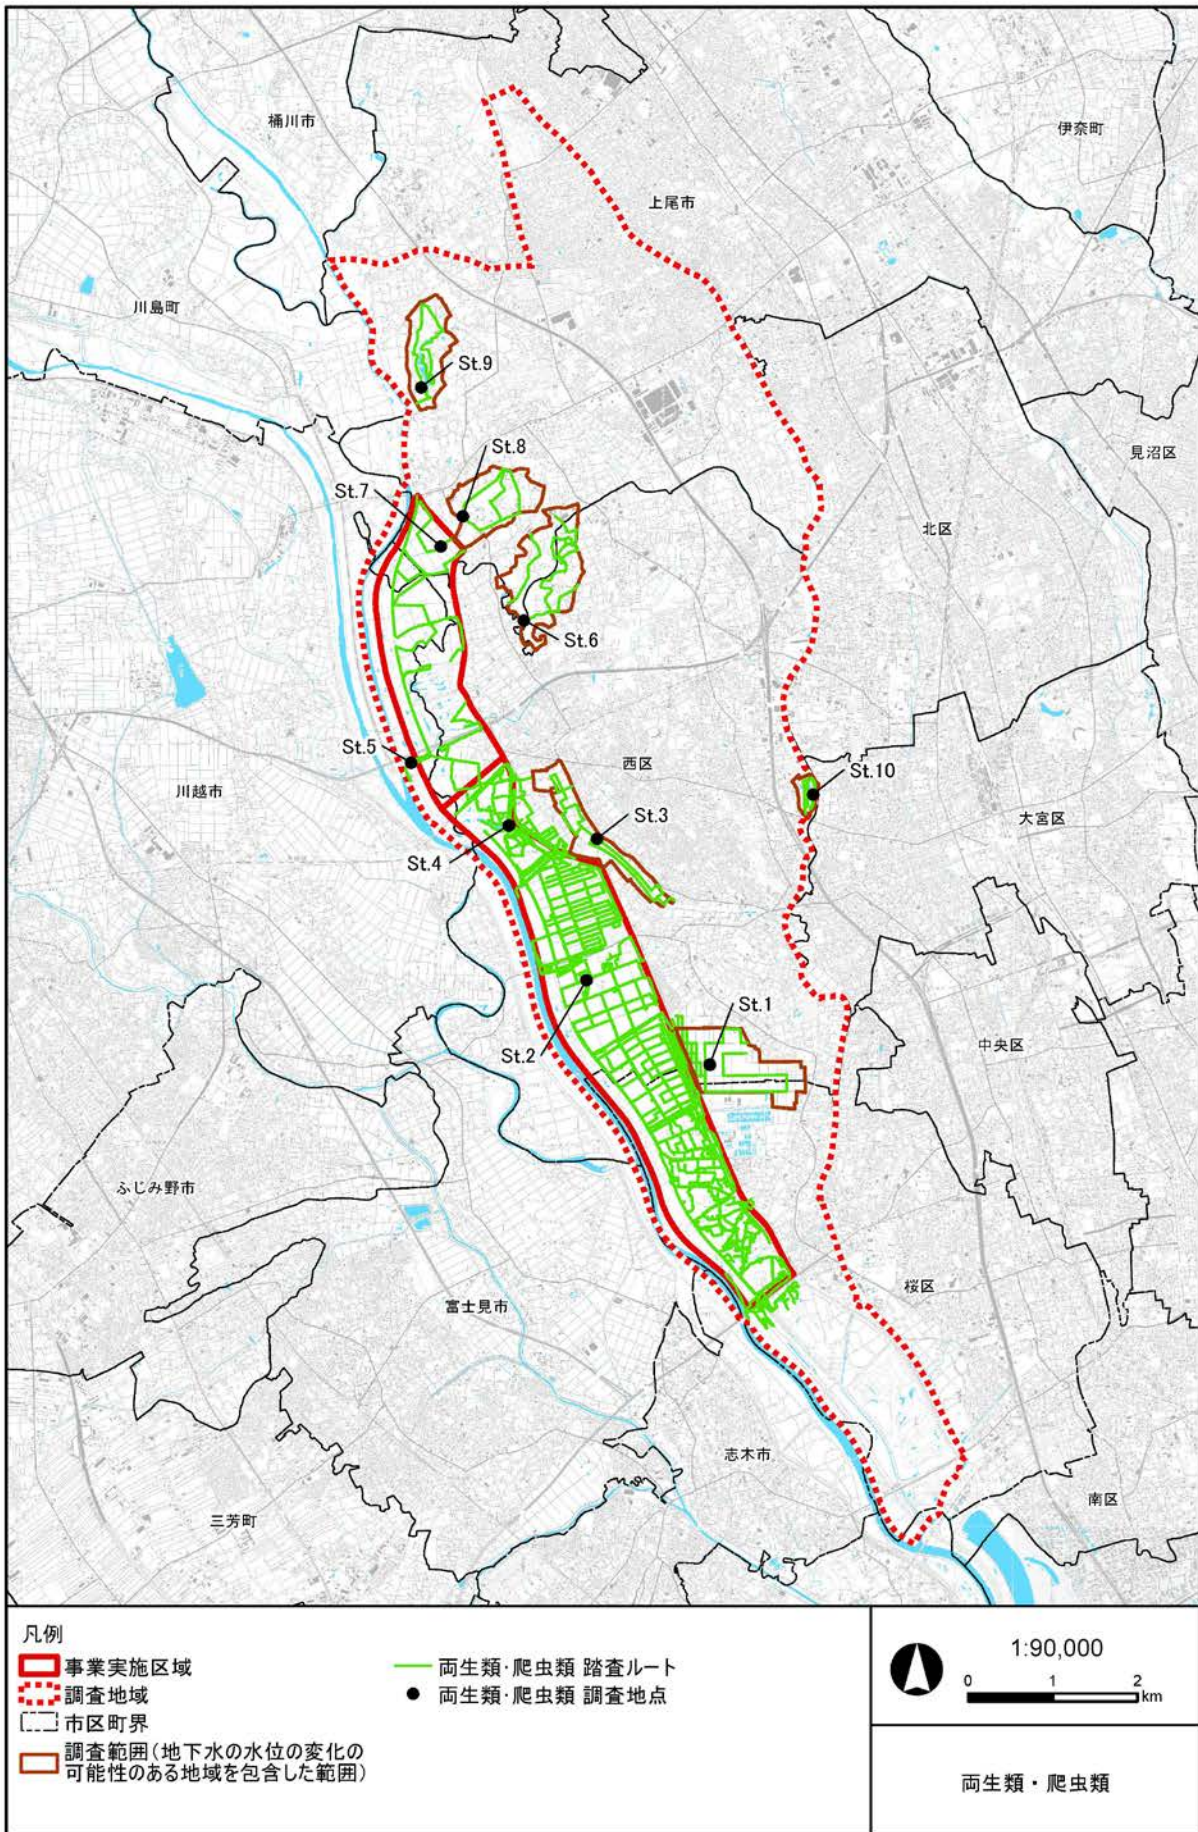 桶川市
伊奈町
上尾市
川島町
St.9
見沼区
St.8
St.7
北区
St.6
St.5
西区
St.10
川越市
St.3
大宮区
St.4
St.1
中央区
St.2
ふじみ野市
桜区
富士見市
志木市
南区
三芳町
凡例
事業実施区域
調査地域
市区町界
調査範囲(地下水の水位の変化の
可能性のある地域を包含した範囲)
両生類・爬虫類 踏査ルート
両生類・爬虫類 調査地点
1:90,000
0 1 2
km
両生類・爬虫類